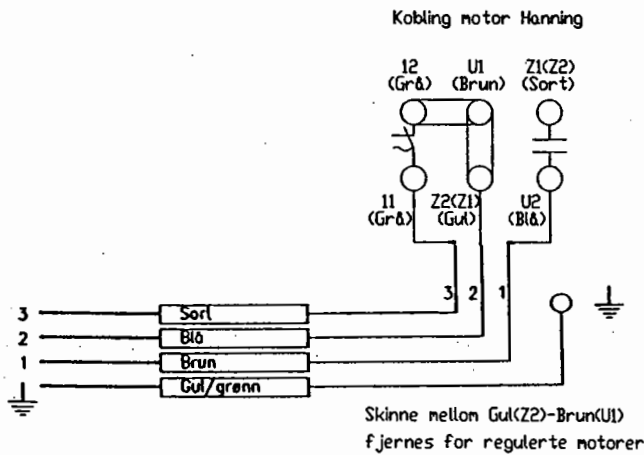 Kobling motor Hanning
12 U1 Z1(Z2)
(Grå) (Brun) (Sort)
11 Z2(Z1) U2
(Grå) (Gul) (Blå)
3 2 1
3 Sort
2 Blå
1 Brun
Gul/grønn
Skinne mellom Gul(Z2)-Brun(U1)
fjernes for regulerte motorer